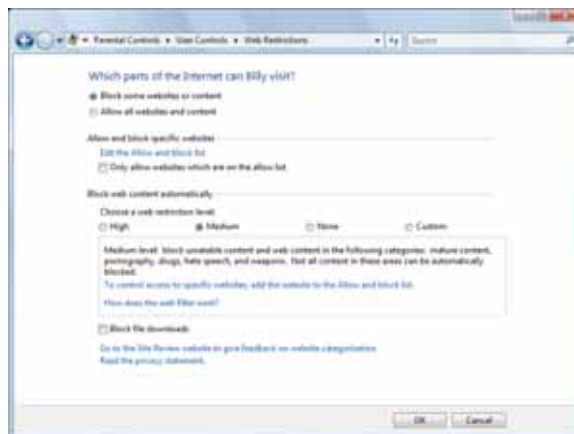 Parental Controls User Controls Web Restrictions Search
Which parts of the Internet can Billy visit?
Block some websites or content
Allow all websites and content
Allow and block specific websites
Edit the Allow and block list
Only allow websites which are on the allow list
Block web content automatically
Choose a web restriction level:
High Medium None Custom
Medium level: block unratable content and web content in the following categories: mature content,
pornography, drugs, hate speech, and weapons. Not all content in these areas can be automatically
blocked.
To control access to specific websites, add the website to the Allow and block list.
How does the web filter work?
Block file downloads
Go to the Site Review website to give feedback on website categorization
Read the privacy statement.
OK Cancel